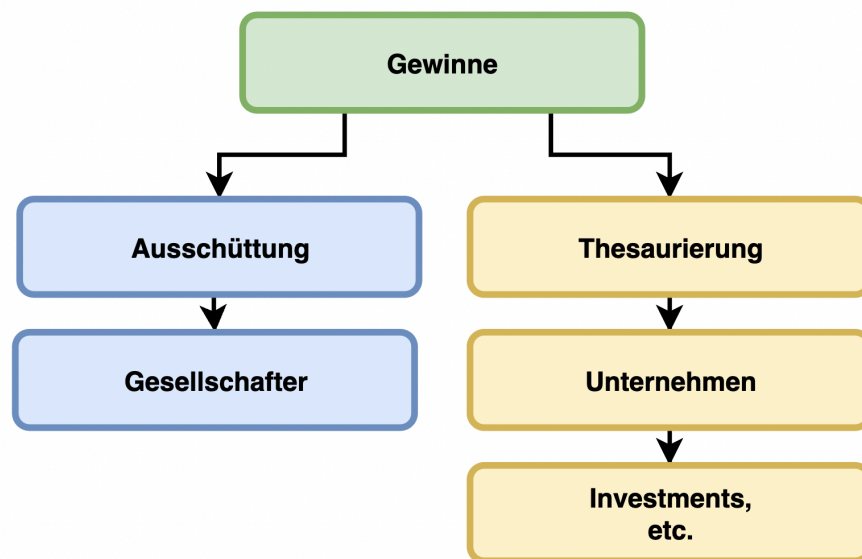 Gewinne
Ausschüttung
Thesaurierung
Gesellschafter
Unternehmen
Investments,
etc.